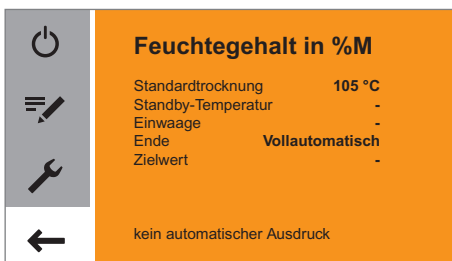 Feuchtegehalt in %M
Standardtrocknung 105 °C
Standby-Temperatur -
Einwaage -
Ende Vollautomatisch
Zielwert -
kein automatischer Ausdruck